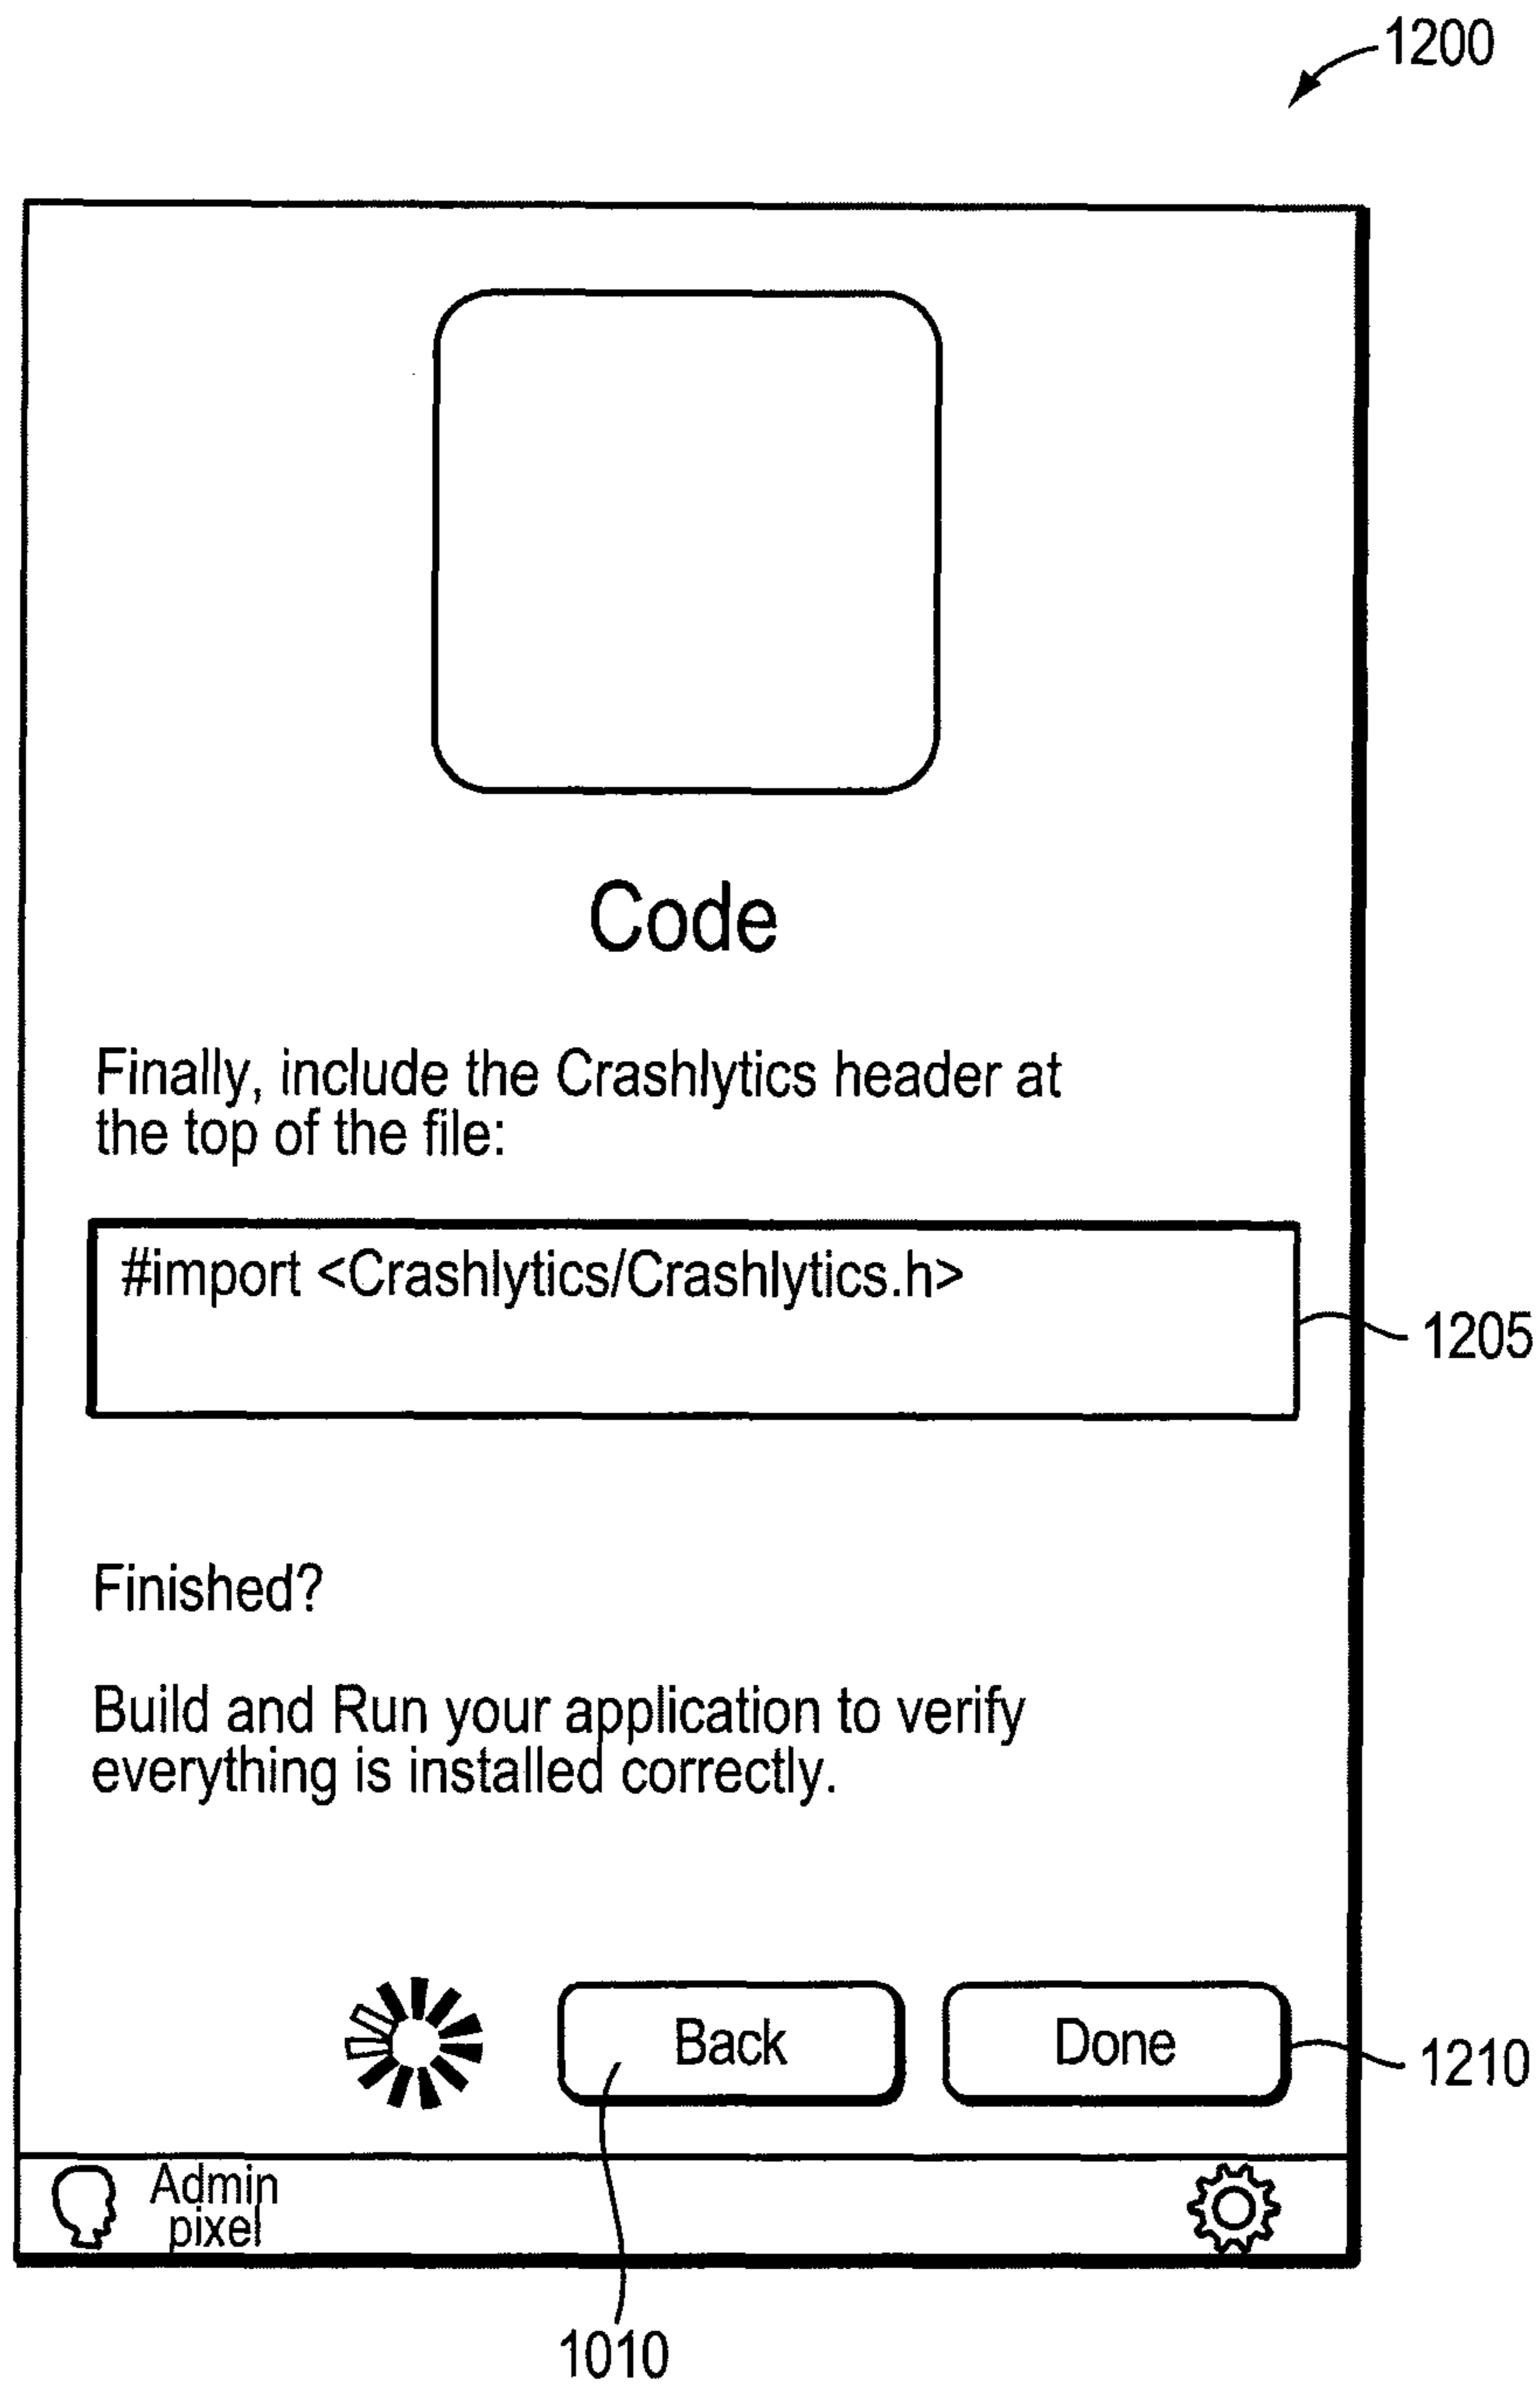 1200
Code
Finally, include the Crashlytics header at
the top of the file:
#import <Crashlytics/Crashlytics.h>
1205
Finished?
Build and Run your application to verify
everything is installed correctly.
Back
Done
1210
Admin
pixel
1010